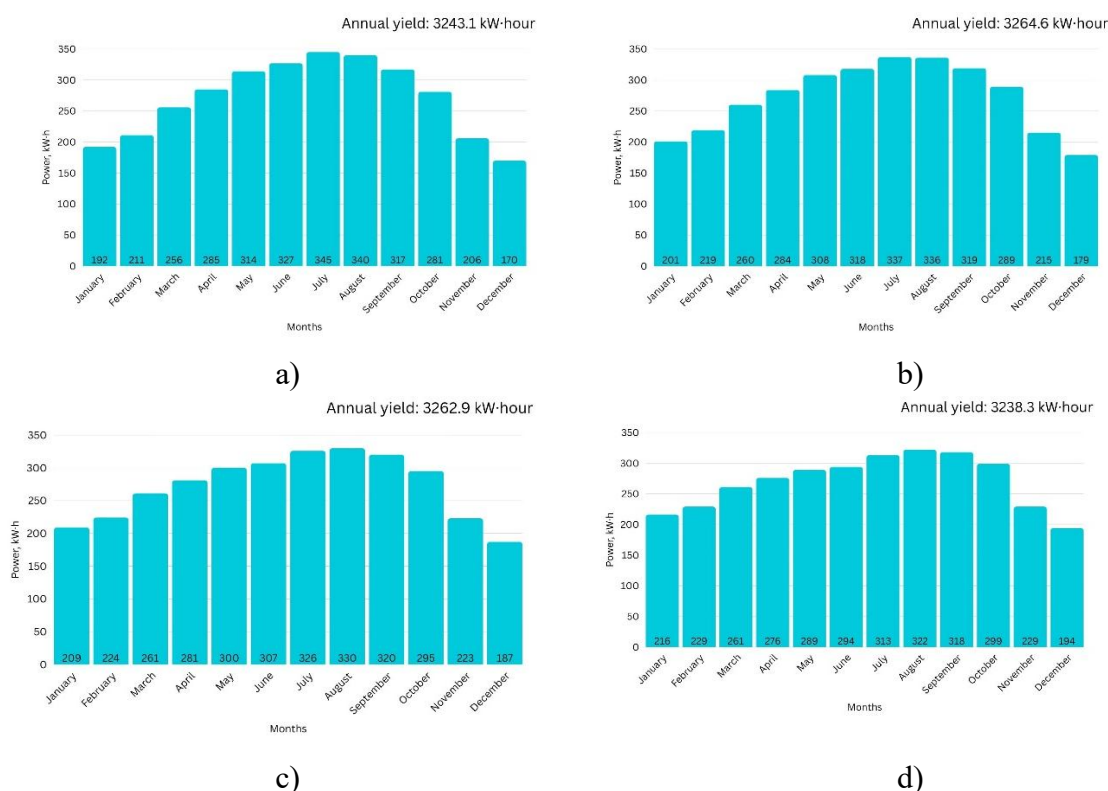 Annual yield: 3243.1 kW·hour
350
300
250
200
150
100
50
0
Power, kW·h
192 211 256 285 314 327 345 340 317 281 206 170
January February March April May June July August September October November December
Months
a)
Annual yield: 3264.6 kW·hour
350
300
250
200
150
100
50
0
Power, kW·h
201 219 260 284 308 318 337 336 319 289 215 179
January February March April May June July August September October November December
Months
b)
Annual yield: 3262.9 kW·hour
350
300
250
200
150
100
50
0
Power, kW·h
209 224 261 281 300 307 326 330 320 295 223 187
January February March April May June July August September October November December
Months
c)
Annual yield: 3238.3 kW·hour
350
300
250
200
150
100
50
0
Power, kW·h
216 229 261 276 289 294 313 322 318 299 229 194
January February March April May June July August September October November December
Months
d)